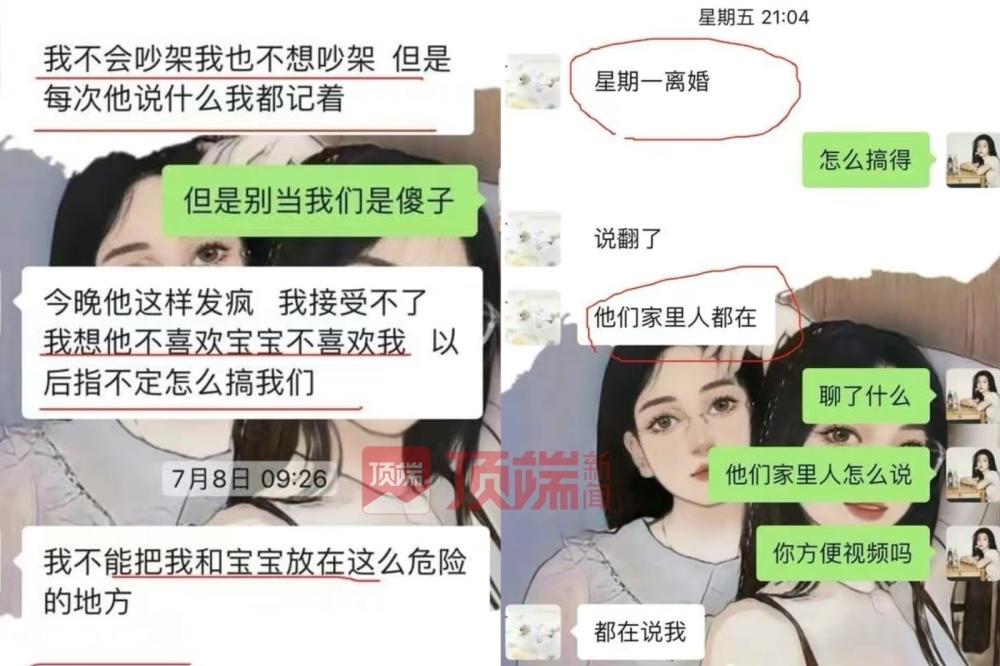 我不会吵架我也不想吵架 但是
每次他说什么我都记着
但是别当我们是傻子
今晚他这样发疯 我接受不了
我想他不喜欢宝宝不喜欢我 以
后指不定怎么搞我们
7月8日 09:26
我不能把我和宝宝放在这么危险
的地方
星期五 21:04
星期一离婚
怎么搞得
说翻了
他们家里人都在
聊了什么
他们家里人怎么说
你方便视频吗
都在说我
顶端
顶端新闻